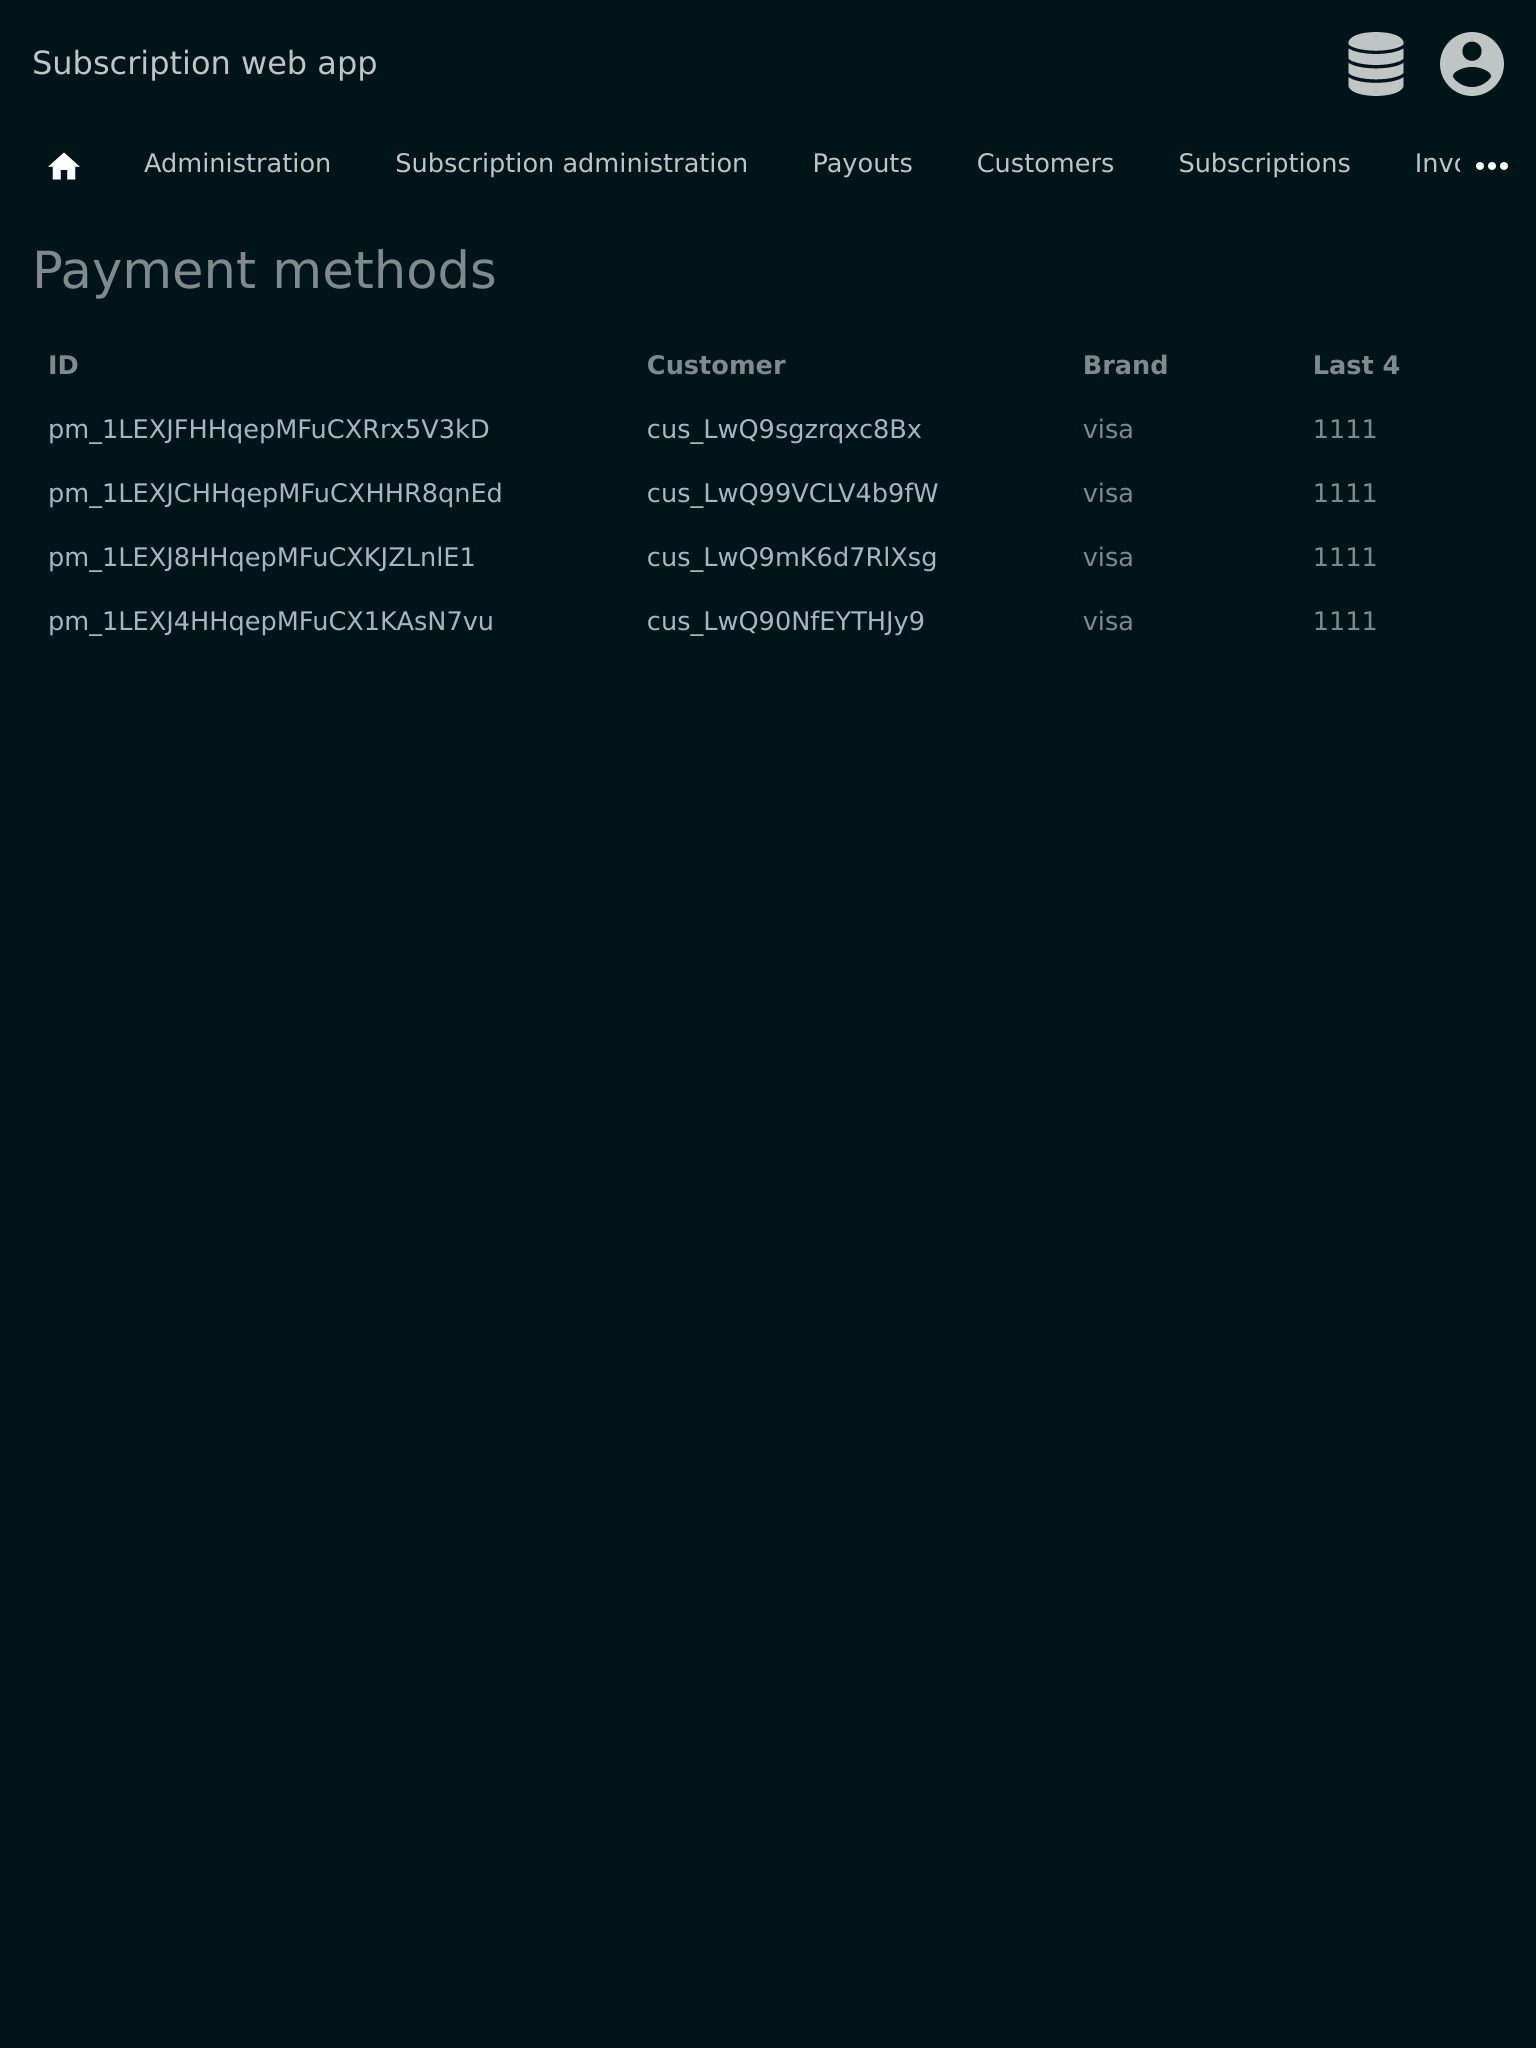 Subscription web app
Administration Subscription administration Payouts Customers Subscriptions
Payment methods
ID Customer Brand Last 4
pm_1LEXJFHHqepMFuCXRrx5V3kD cus_LwQ9sgzrqxc8Bx visa 1111
pm_1LEXJCHHqepMFuCXHHR8qnEd cus_LwQ99VCLV4b9fW visa 1111
pm_1LEXJ8HHqepMFuCXKJZLnlE1 cus_LwQ9mK6d7RlXsg visa 1111
pm_1LEXJ4HHqepMFuCX1KAsN7vu cus_LwQ90NfEYTHJy9 visa 1111